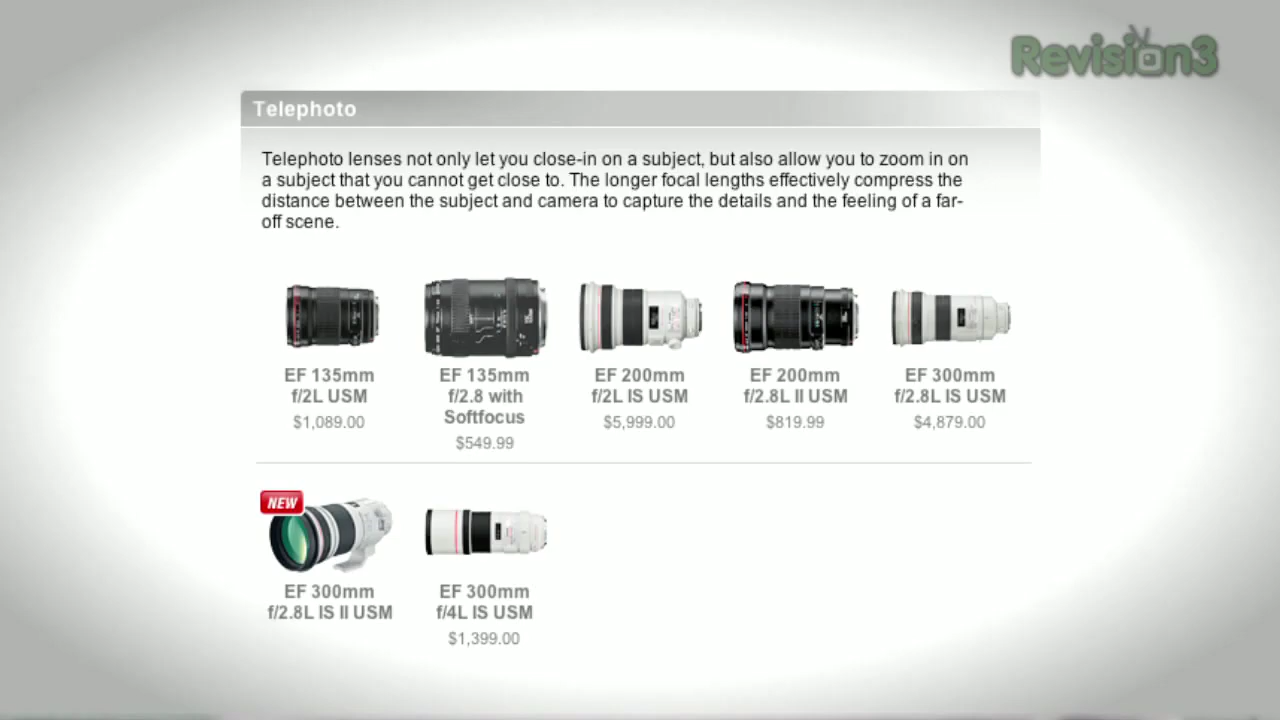 Revision3
Telephoto
Telephoto lenses not only let you close-in on a subject, but also allow you to zoom in on
a subject that you cannot get close to. The longer focal lengths effectively compress the
distance between the subject and camera to capture the details and the feeling of a far-
off scene.
EF 135mm
f/2L USM
$1,089.00
EF 135mm
f/2.8 with
Softfocus
$549.99
EF 200mm
f/2L IS USM
$5,999.00
EF 200mm
f/2.8L II USM
$819.99
EF 300mm
f/2.8L IS USM
$4,879.00
NEW
EF 300mm
f/2.8L IS II USM
EF 300mm
f/4L IS USM
$1,399.00